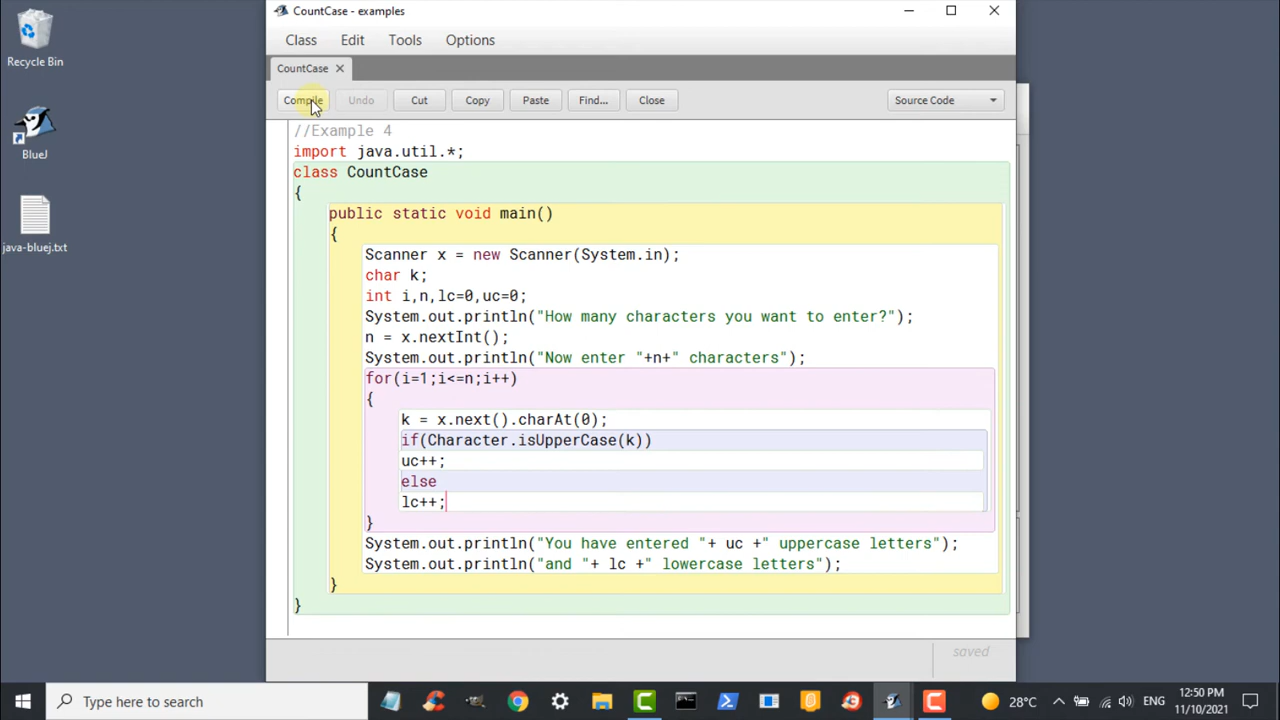 Recycle Bin
BlueJ
java-bluej.txt
CountCase - examples
Class Edit Tools Options
CountCase
Compile Undo Cut Copy Paste Find... Close Source Code
//Example 4
import java.util.*;
class CountCase
{
public static void main()
{
Scanner x = new Scanner(System.in);
char k;
int i,n,lc=0,uc=0;
System.out.println("How many characters you want to enter?");
n = x.nextInt();
System.out.println("Now enter "+n+" characters");
for(i=1;i<=n;i++)
{
k = x.next().charAt(0);
if(Character.isUpperCase(k))
uc++;
else
lc++;
}
System.out.println("You have entered "+ uc +" uppercase letters");
System.out.println("and "+ lc +" lowercase letters");
}
}
saved
Type here to search
28°C
ENG
12:50 PM
11/10/2021